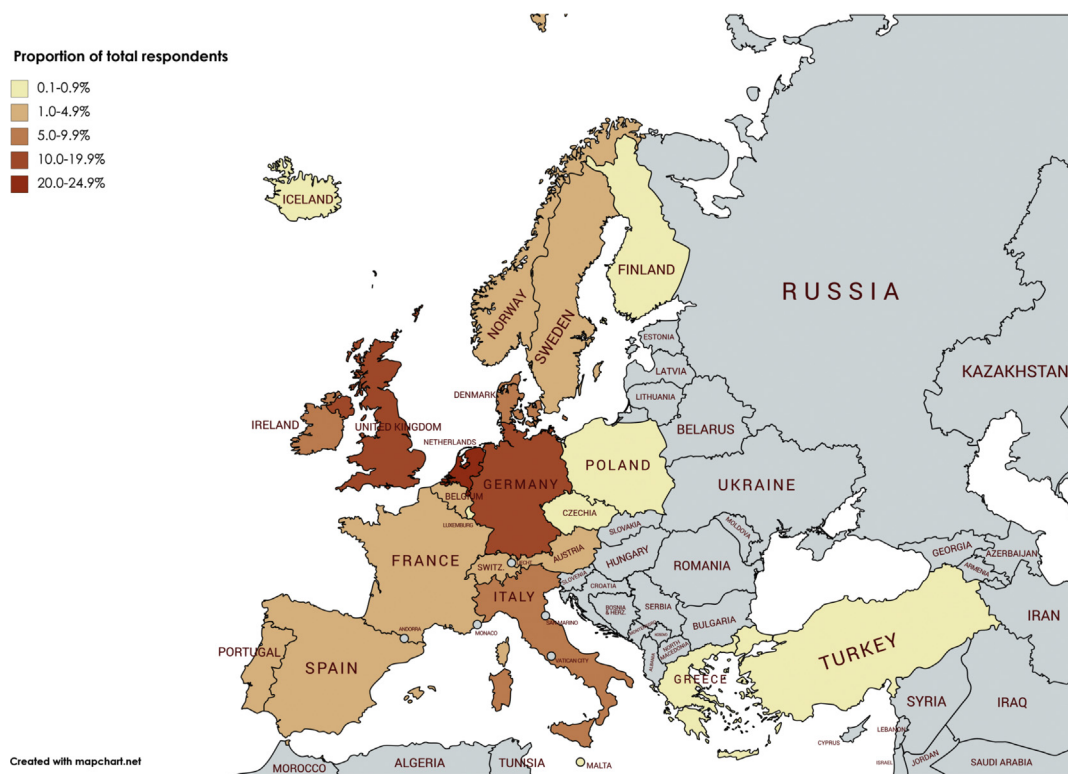 Proportion of total respondents
0.1-0.9%
1.0-4.9%
5.0-9.9%
10.0-19.9%
20.0-24.9%
ICELAND
FINLAND
RUSSIA
NORWAY
SWEDEN
ESTONIA
LATVIA
LITHUANIA
KAZAKHSTAN
DENMARK
IRELAND
UNITED KINGDOM
NETHERLANDS
BELARUS
POLAND
GERMANY
BELGIUM
UKRAINE
LUXEMBURG
CZECHIA
SLOVAKIA
MOLDOVA
FRANCE
SWITZ.
LIECHT.
AUSTRIA
HUNGARY
ROMANIA
GEORGIA
AZERBAIJAN
ARMENIA
SLOVENIA
CROATIA
ITALY
BOSNIA
& HERZ.
SERBIA
BULGARIA
SAN MARINO
MONACO
ANDORRA
MONTENEGRO
KOSOVO
NORTH
MACEDONIA
ALBANIA
IRAN
PORTUGAL
SPAIN
VATICAN CITY
TURKEY
GREECE
SYRIA
IRAQ
CYPRUS
LEBANON
ISRAEL
JORDAN
SAUDI ARABIA
MALTA
MOROCCO
ALGERIA
TUNISIA
Created with mapchart.net